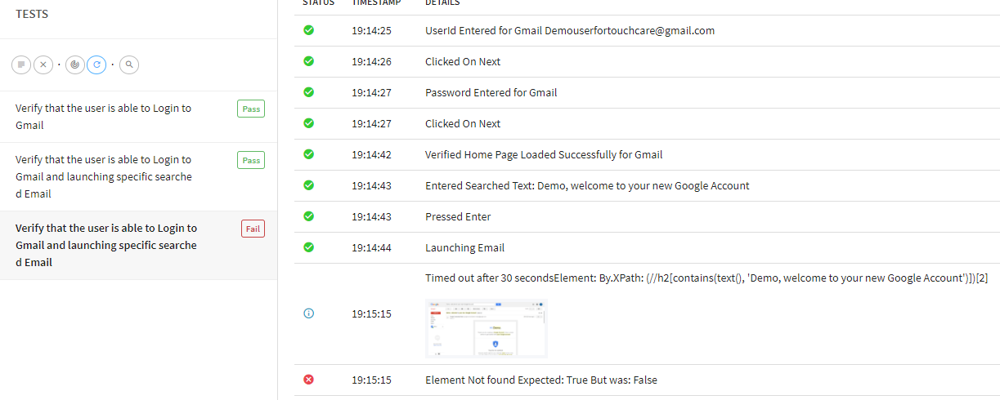 TESTS
Verify that the user is able to Login to
Gmail
Pass
Verify that the user is able to Login to
Gmail and launching specific searche
d Email
Pass
Verify that the user is able to Login to
Gmail and launching specific searche
d Email
Fail
STATUS TIMESTAMP DETAILS
19:14:25 UserId Entered for Gmail Demouserfortouchcare@gmail.com
19:14:26 Clicked On Next
19:14:27 Password Entered for Gmail
19:14:27 Clicked On Next
19:14:42 Verified Home Page Loaded Successfully for Gmail
19:14:43 Entered Searched Text: Demo, welcome to your new Google Account
19:14:43 Pressed Enter
19:14:44 Launching Email
Timed out after 30 secondsElement: By.XPath: (//h2[contains(text(), 'Demo, welcome to your new Google Account')])[2]
19:15:15
Google
Hi Demo
19:15:15 Element Not found Expected: True But was: False